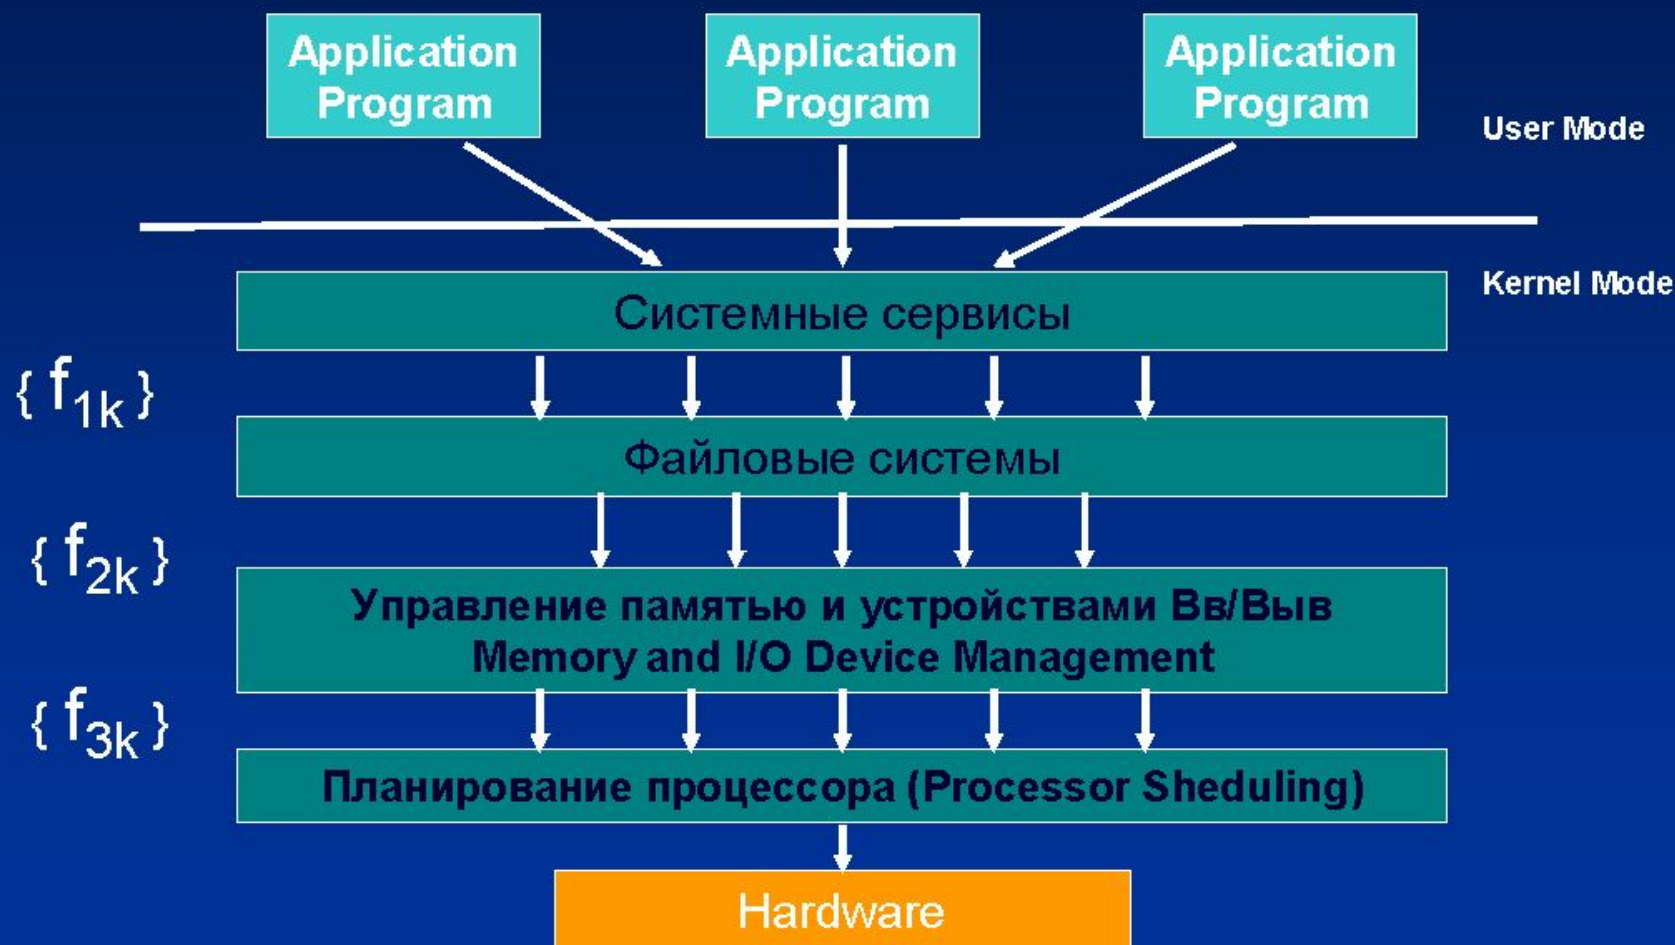 Application
Program
Application
Program
Application
Program
User Mode
Kernel Mode
Системные сервисы
{ f1k }
Файловые системы
{ f2k }
Управление памятью и устройствами Вв/Выв
Memory and I/O Device Management
{ f3k }
Планирование процессора (Processor Sheduling)
Hardware